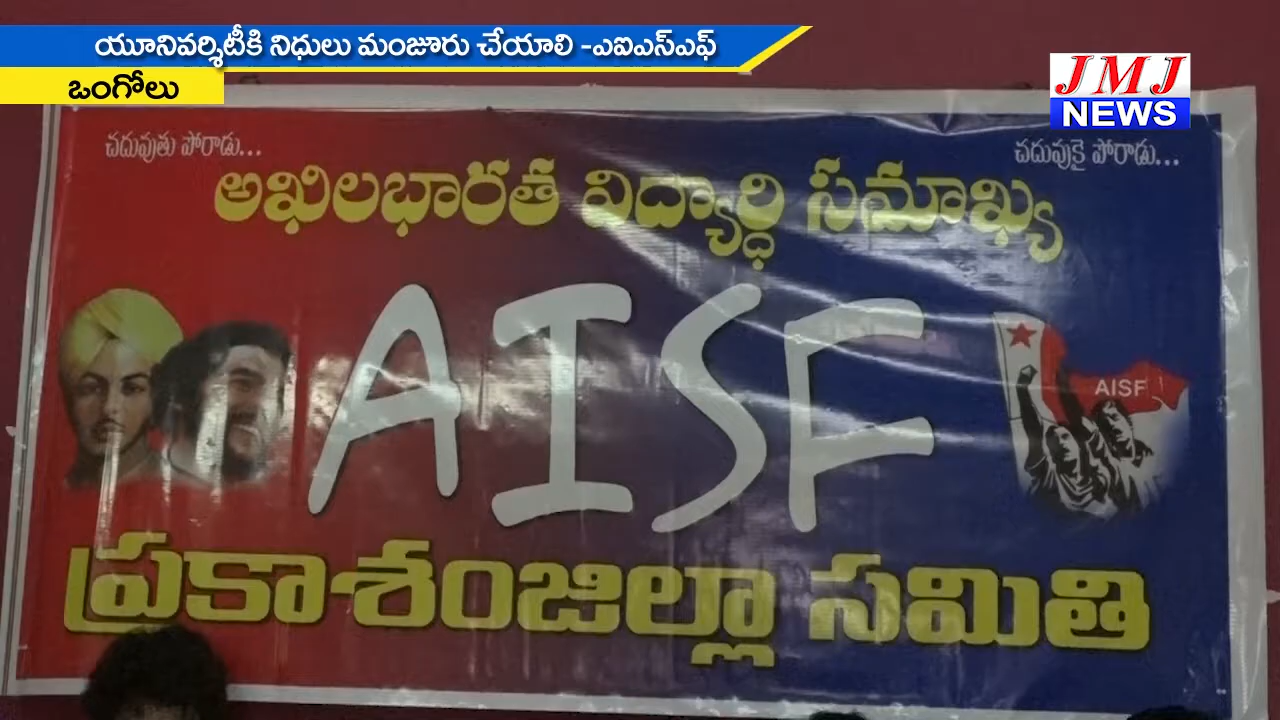 యూనివర్శిటీకి నిధులు మంజూరు చేయాలి -ఎఐఎస్ఎఫ్
ఒంగోలు
JMJ
NEWS
చదువుతు పోరాడు...
చదువుకై పోరాడు...
అఖిలభారత విద్యార్థి సమాఖ్య
AISF
AISF
ప్రకాశంజిల్లా సమితి